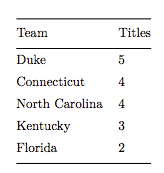 Team Titles
Duke 5
Connecticut 4
North Carolina 4
Kentucky 3
Florida 2